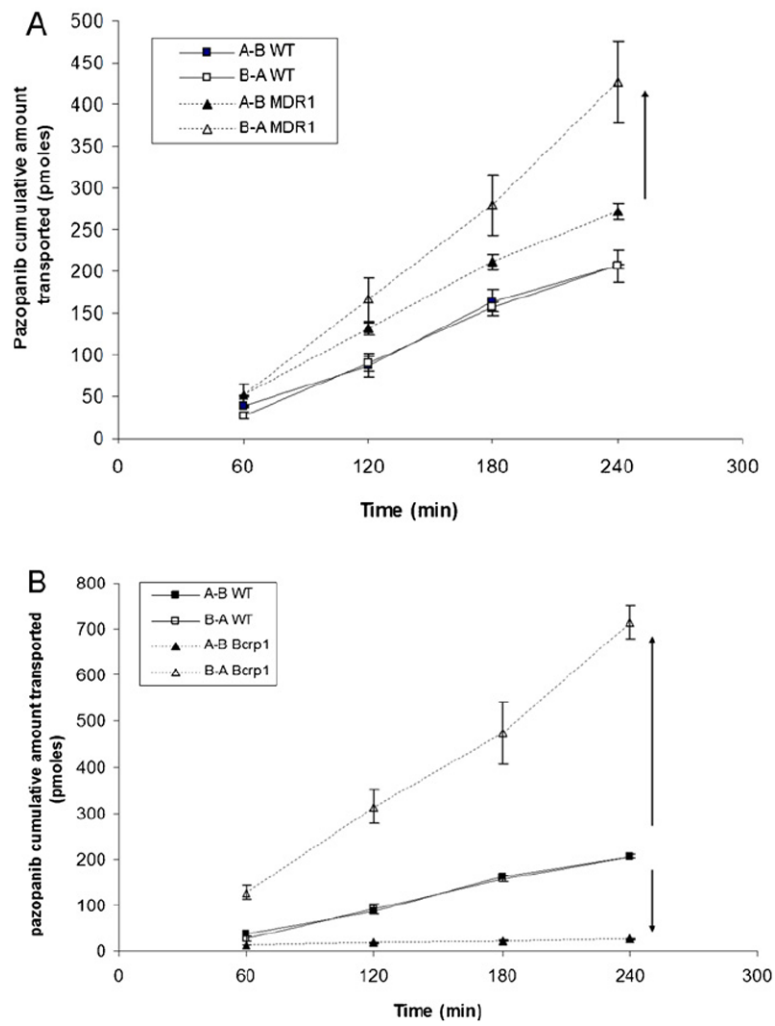 A
Pazopanib cumulative amount
transported (pmoles)
500
450
400
350
300
250
200
150
100
50
0
A-B WT
B-A WT
A-B MDR1
B-A MDR1
0
60
120
180
240
300
Time (min)
B
pazopanib cumulative amount transported
(pmoles)
800
700
600
500
400
300
200
100
0
A-B WT
B-A WT
A-B Bcrp1
B-A Bcrp1
0
60
120
180
240
300
Time (min)